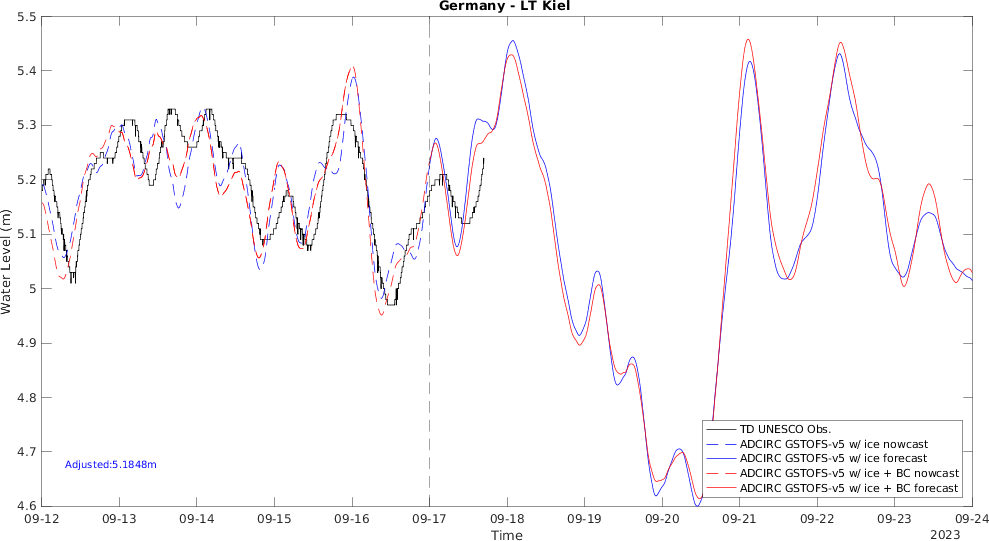 Germany - LT Kiel
5.5
5.4
5.3
5.2
5.1
5
4.9
4.8
4.7
4.6
Water Level (m)
Adjusted:5.1848m
TD UNESCO Obs.
ADCIRC GSTOFS-v5 w/ ice nowcast
ADCIRC GSTOFS-v5 w/ ice forecast
ADCIRC GSTOFS-v5 w/ ice + BC nowcast
ADCIRC GSTOFS-v5 w/ ice + BC forecast
09-12 09-13 09-14 09-15 09-16 09-17 09-18 09-19 09-20 09-21 09-22 09-23 09-24
Time
2023